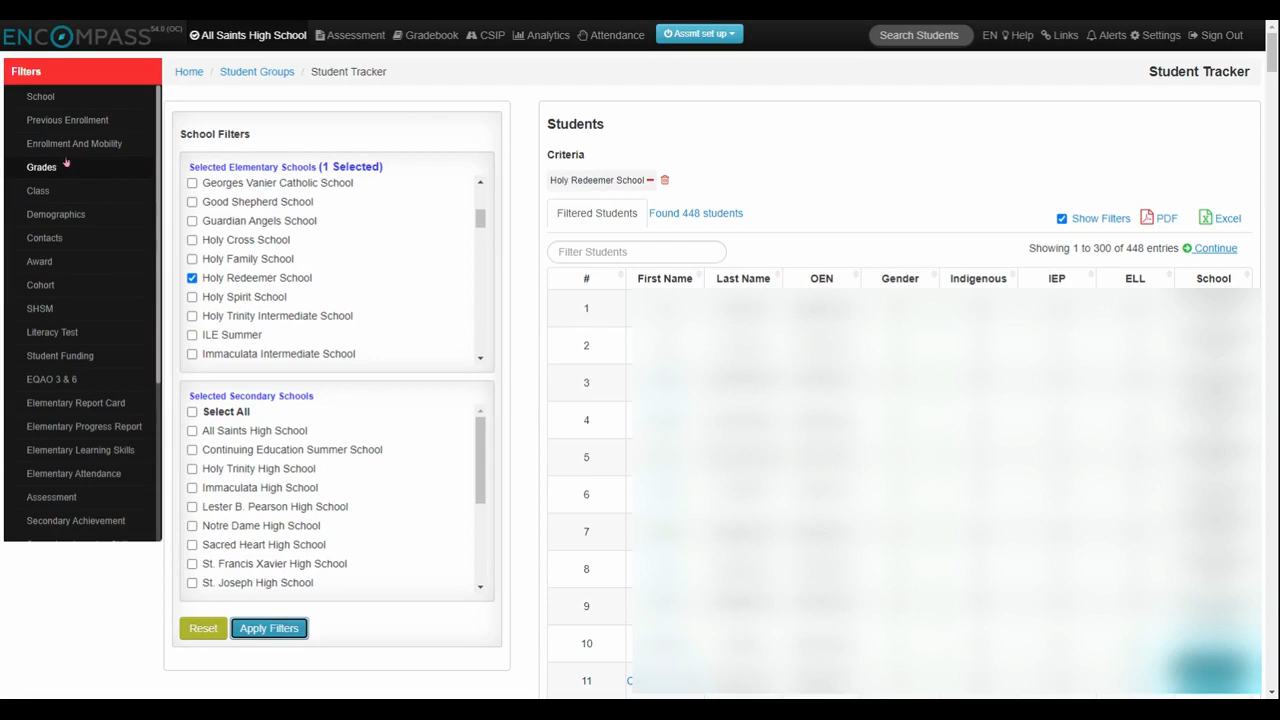 ENCOMPASS 54.0 (OC) All Saints High School Assessment Gradebook CSIP Analytics Attendance Assmt set up Search Students EN Help Links Alerts Settings Sign Out
Filters
School
Previous Enrollment
Enrollment And Mobility
Grades
Class
Demographics
Contacts
Award
Cohort
SHSM
Literacy Test
Student Funding
EQAO 3 & 6
Elementary Report Card
Elementary Progress Report
Elementary Learning Skills
Elementary Attendance
Assessment
Secondary Achievement
Home / Student Groups / Student Tracker
Student Tracker
School Filters
Selected Elementary Schools (1 Selected)
Georges Vanier Catholic School
Good Shepherd School
Guardian Angels School
Holy Cross School
Holy Family School
Holy Redeemer School
Holy Spirit School
Holy Trinity Intermediate School
ILE Summer
Immaculata Intermediate School
Selected Secondary Schools
Select All
All Saints High School
Continuing Education Summer School
Holy Trinity High School
Immaculata High School
Lester B. Pearson High School
Notre Dame High School
Sacred Heart High School
St. Francis Xavier High School
St. Joseph High School
Reset Apply Filters
Students
Criteria
Holy Redeemer School
Filtered Students Found 448 students
Show Filters PDF Excel
Filter Students
Showing 1 to 300 of 448 entries Continue
# First Name Last Name OEN Gender Indigenous IEP ELL School
1
2
3
4
5
6
7
8
9
10
11